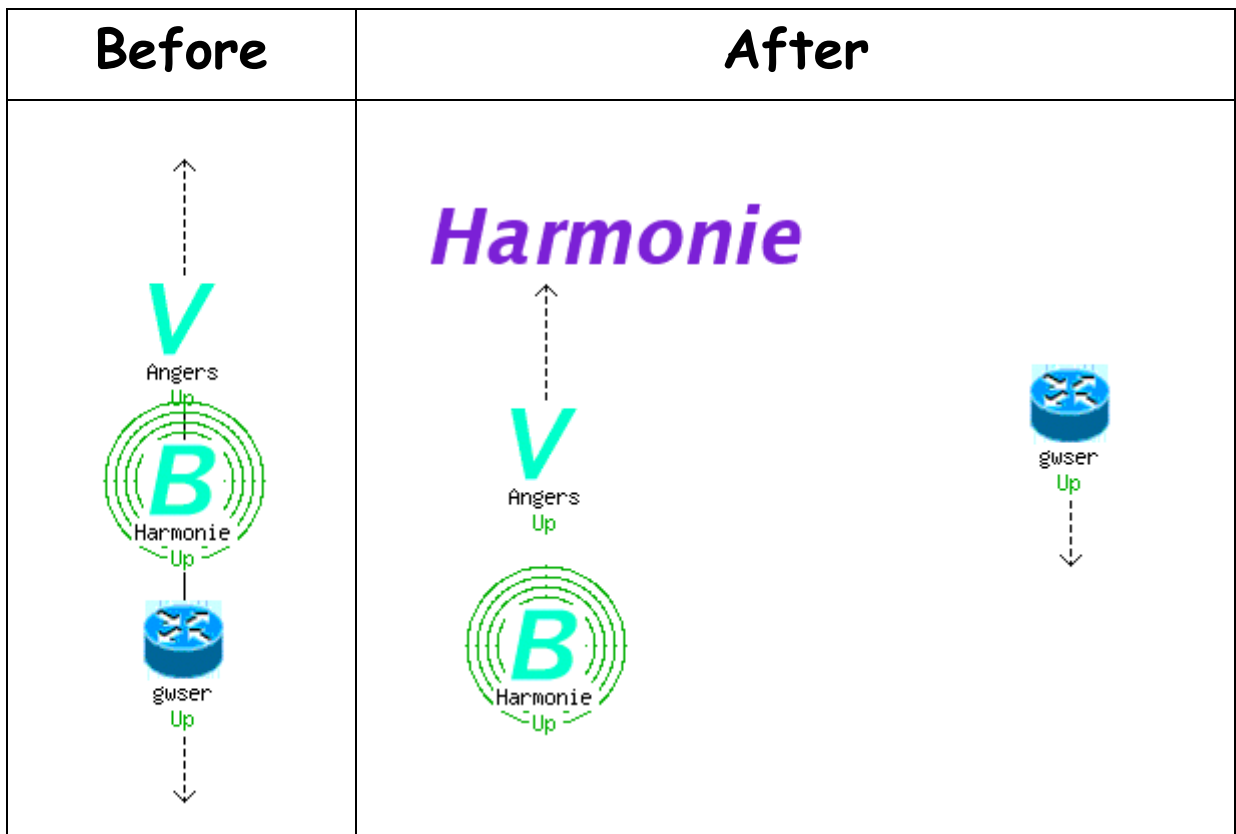 Before
After
V
Angers
Up
B
Harmonie
Up
gwser
Up
Harmonie
V
Angers
Up
B
Harmonie
Up
gwser
Up